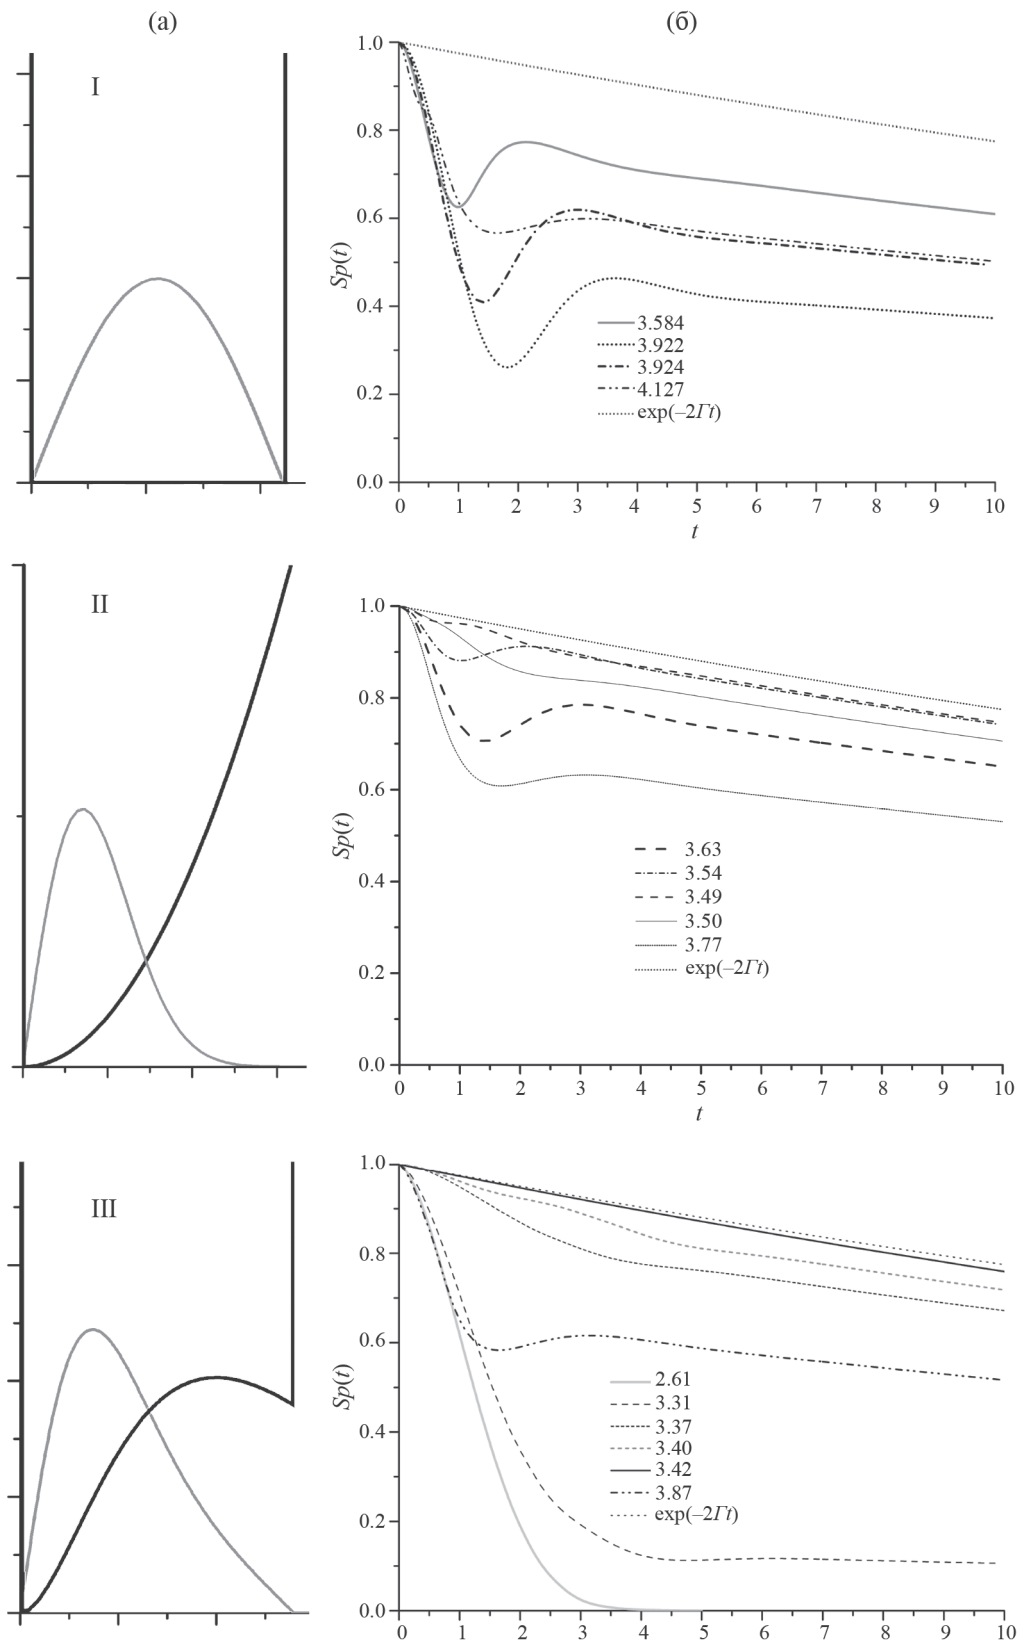 (а)
(б)
I
1.0
0.8
0.6
0.4
0.2
0.0
Sp(t)
3.584
3.922
3.924
4.127
exp(–2Γt)
0 1 2 3 4 5 6 7 8 9 10
t
II
1.0
0.8
0.6
0.4
0.2
0.0
Sp(t)
3.63
3.54
3.49
3.50
3.77
exp(–2Γt)
0 1 2 3 4 5 6 7 8 9 10
t
III
1.0
0.8
0.6
0.4
0.2
0.0
Sp(t)
2.61
3.31
3.37
3.40
3.42
3.87
exp(–2Γt)
0 1 2 3 4 5 6 7 8 9 10